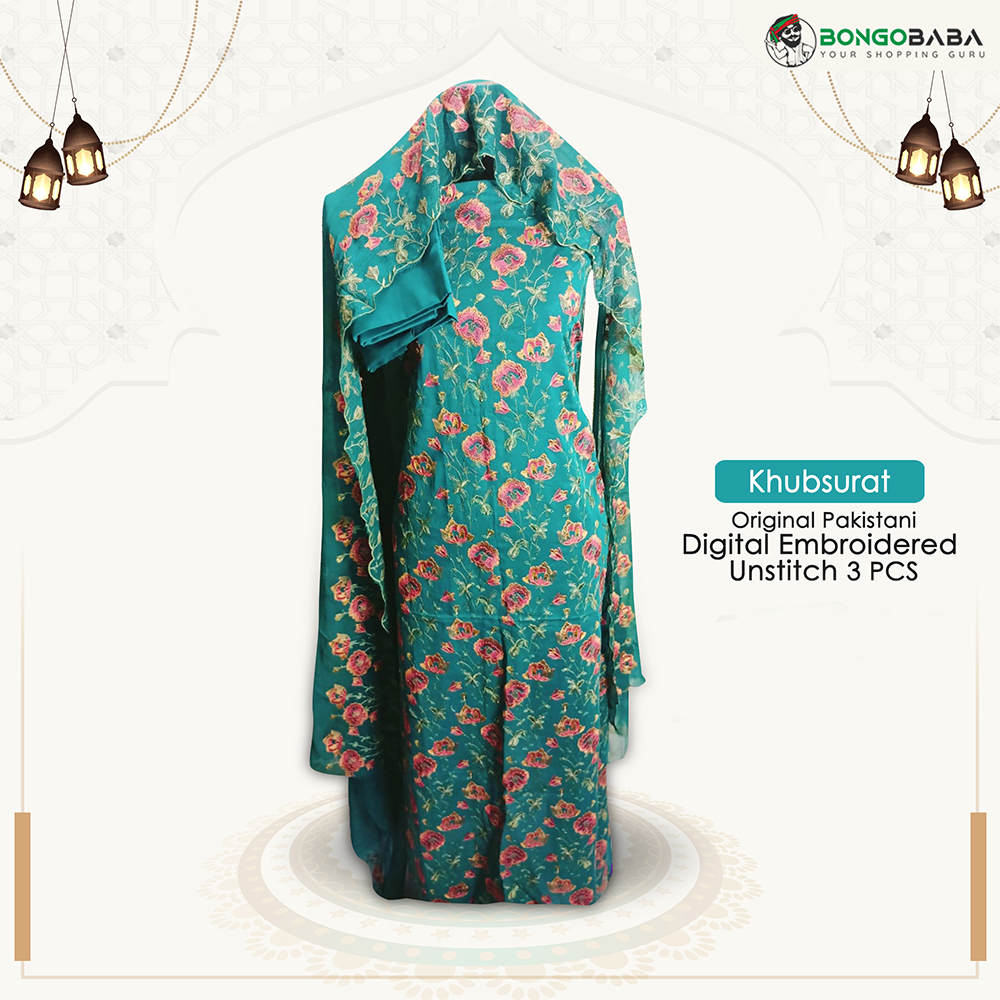 BONGOBABA
YOUR SHOPPING GURU
Khubsurat
Original Pakistani
Digital Embroidered
Unstitch 3 PCS